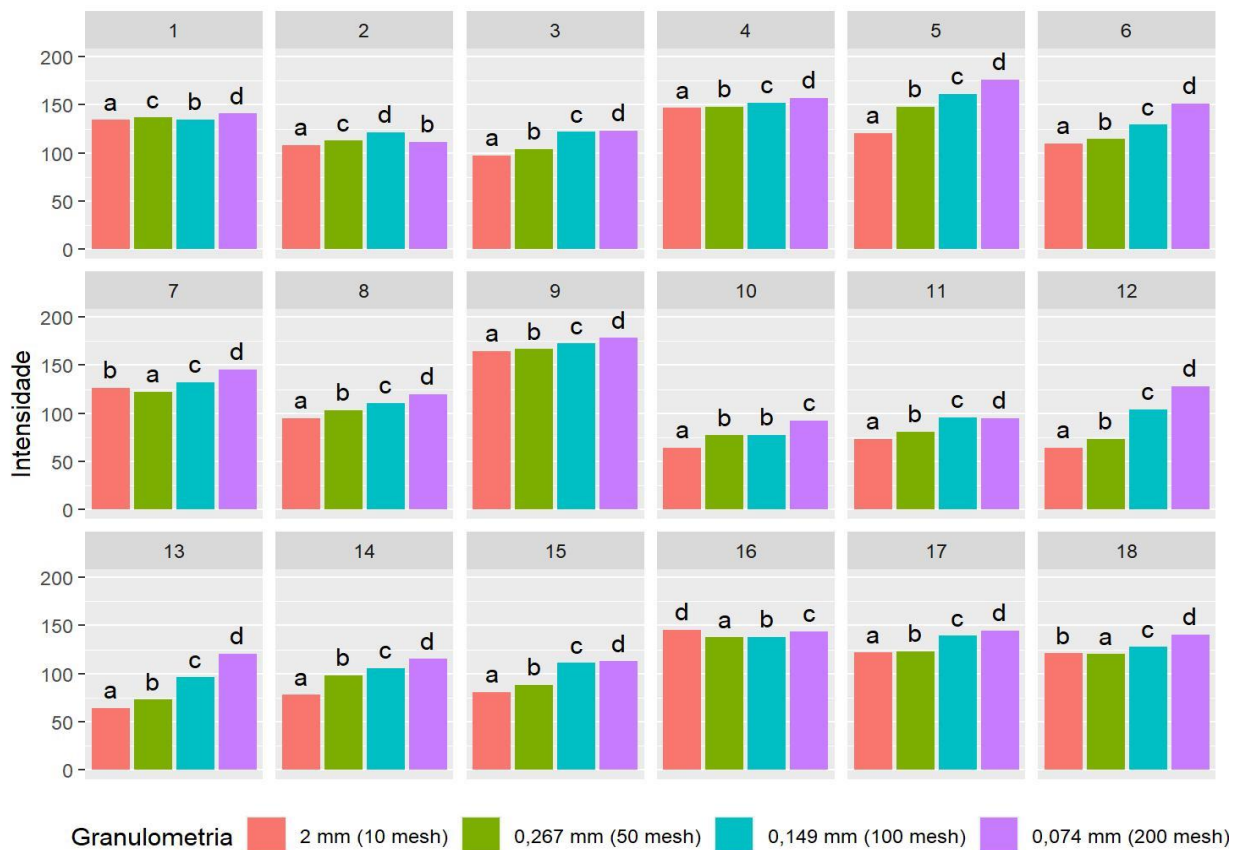 1 2 3 4 5 6
200
150
100
50
0
a c b d
a c d b
a b c d
a b c d
a b c d
a b c d
7 8 9 10 11 12
200
150
100
50
0
b a c d
a b c d
a b c d
a b b c
a b c d
a b c d
Intensidade
13 14 15 16 17 18
200
150
100
50
0
a b c d
a b c d
a b c d
d a b c
a b c d
b a c d
Granulometria 2 mm (10 mesh) 0,267 mm (50 mesh) 0,149 mm (100 mesh) 0,074 mm (200 mesh)